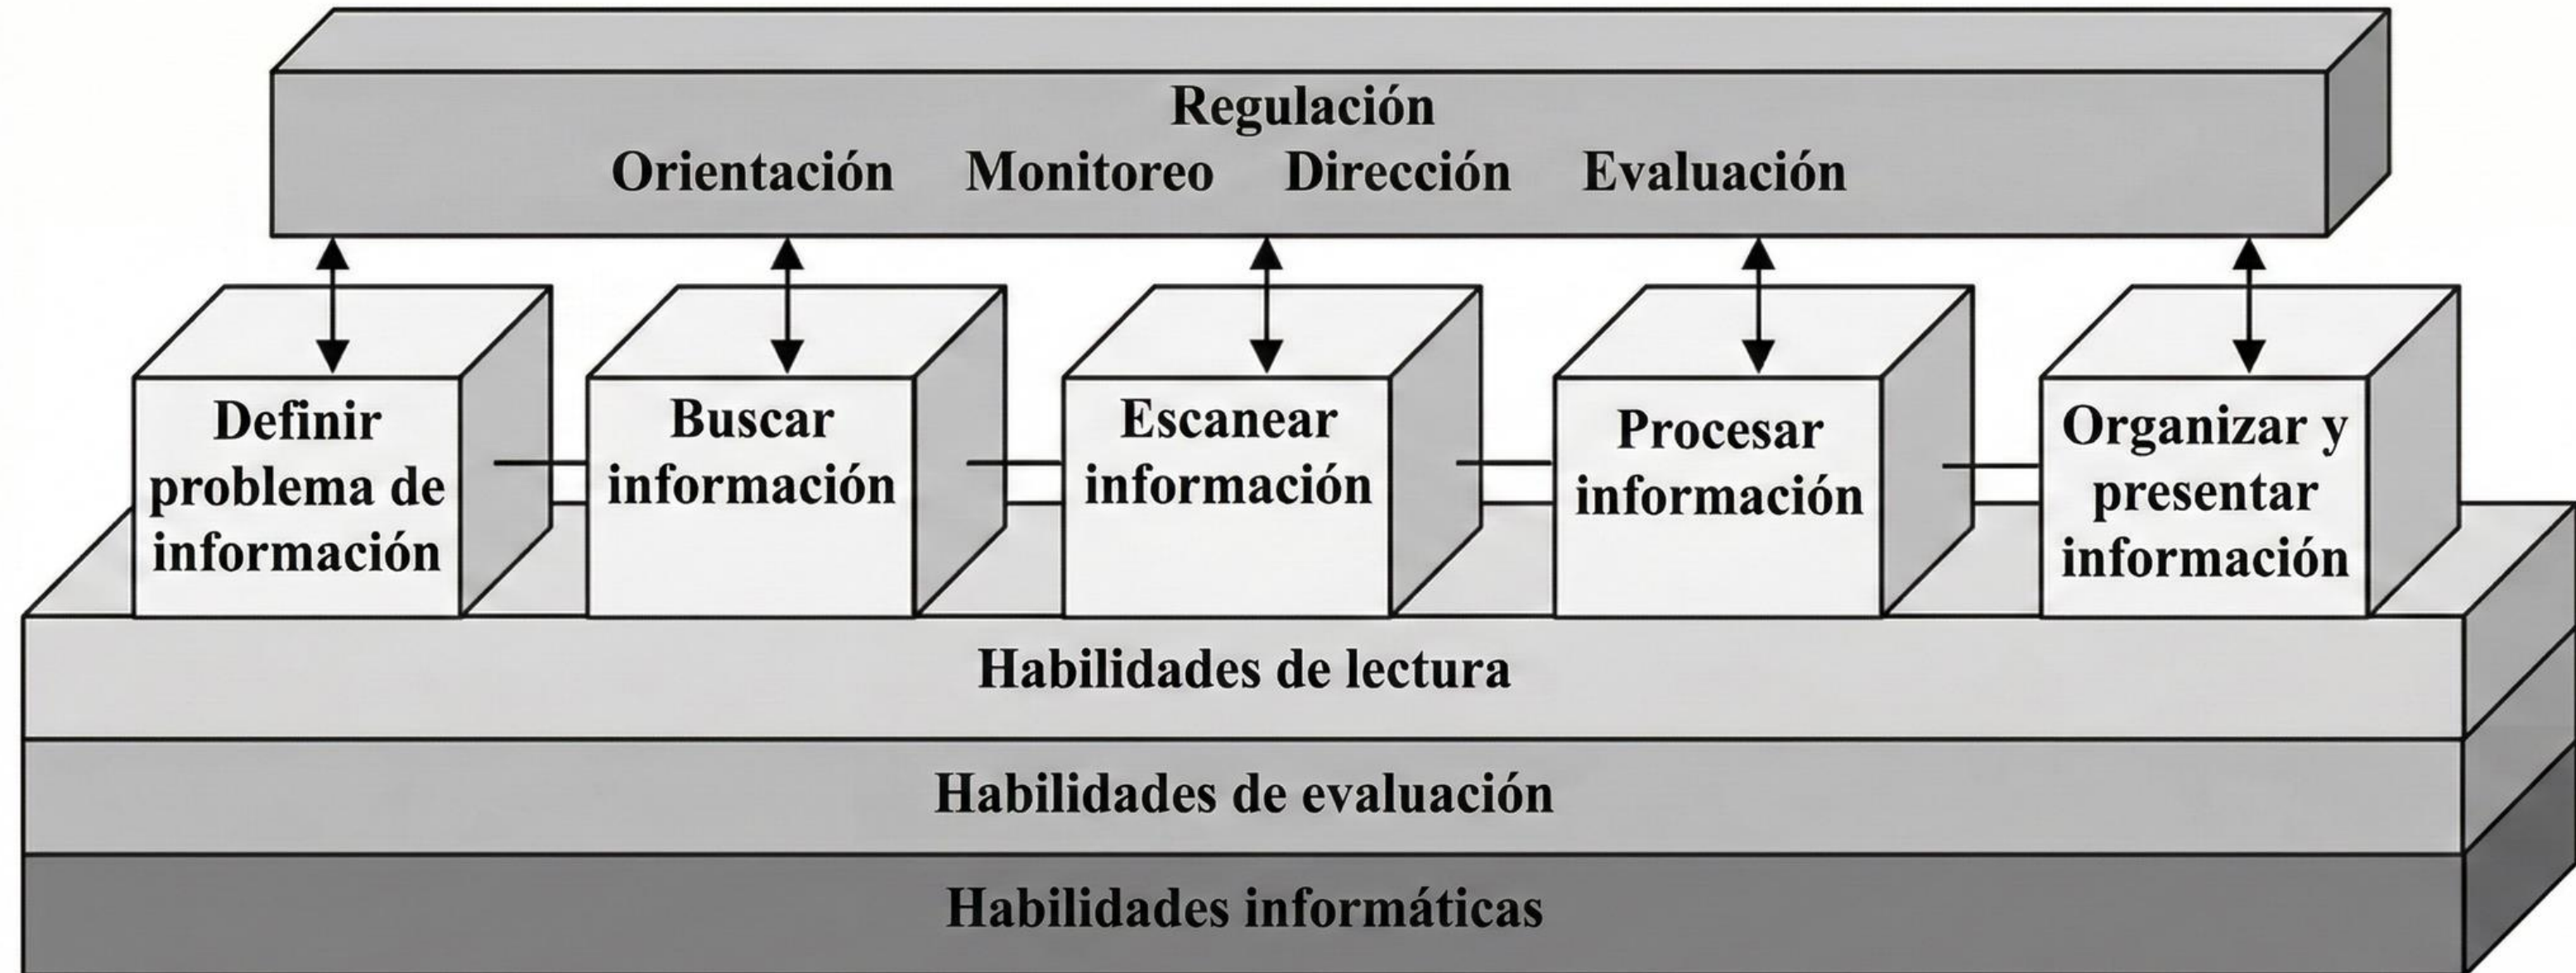 Regulación
Orientación Monitoreo Dirección Evaluación
Definir
problema de
información
Buscar
información
Escanear
información
Procesar
información
Organizar y
presentar
información
Habilidades de lectura
Habilidades de evaluación
Habilidades informáticas